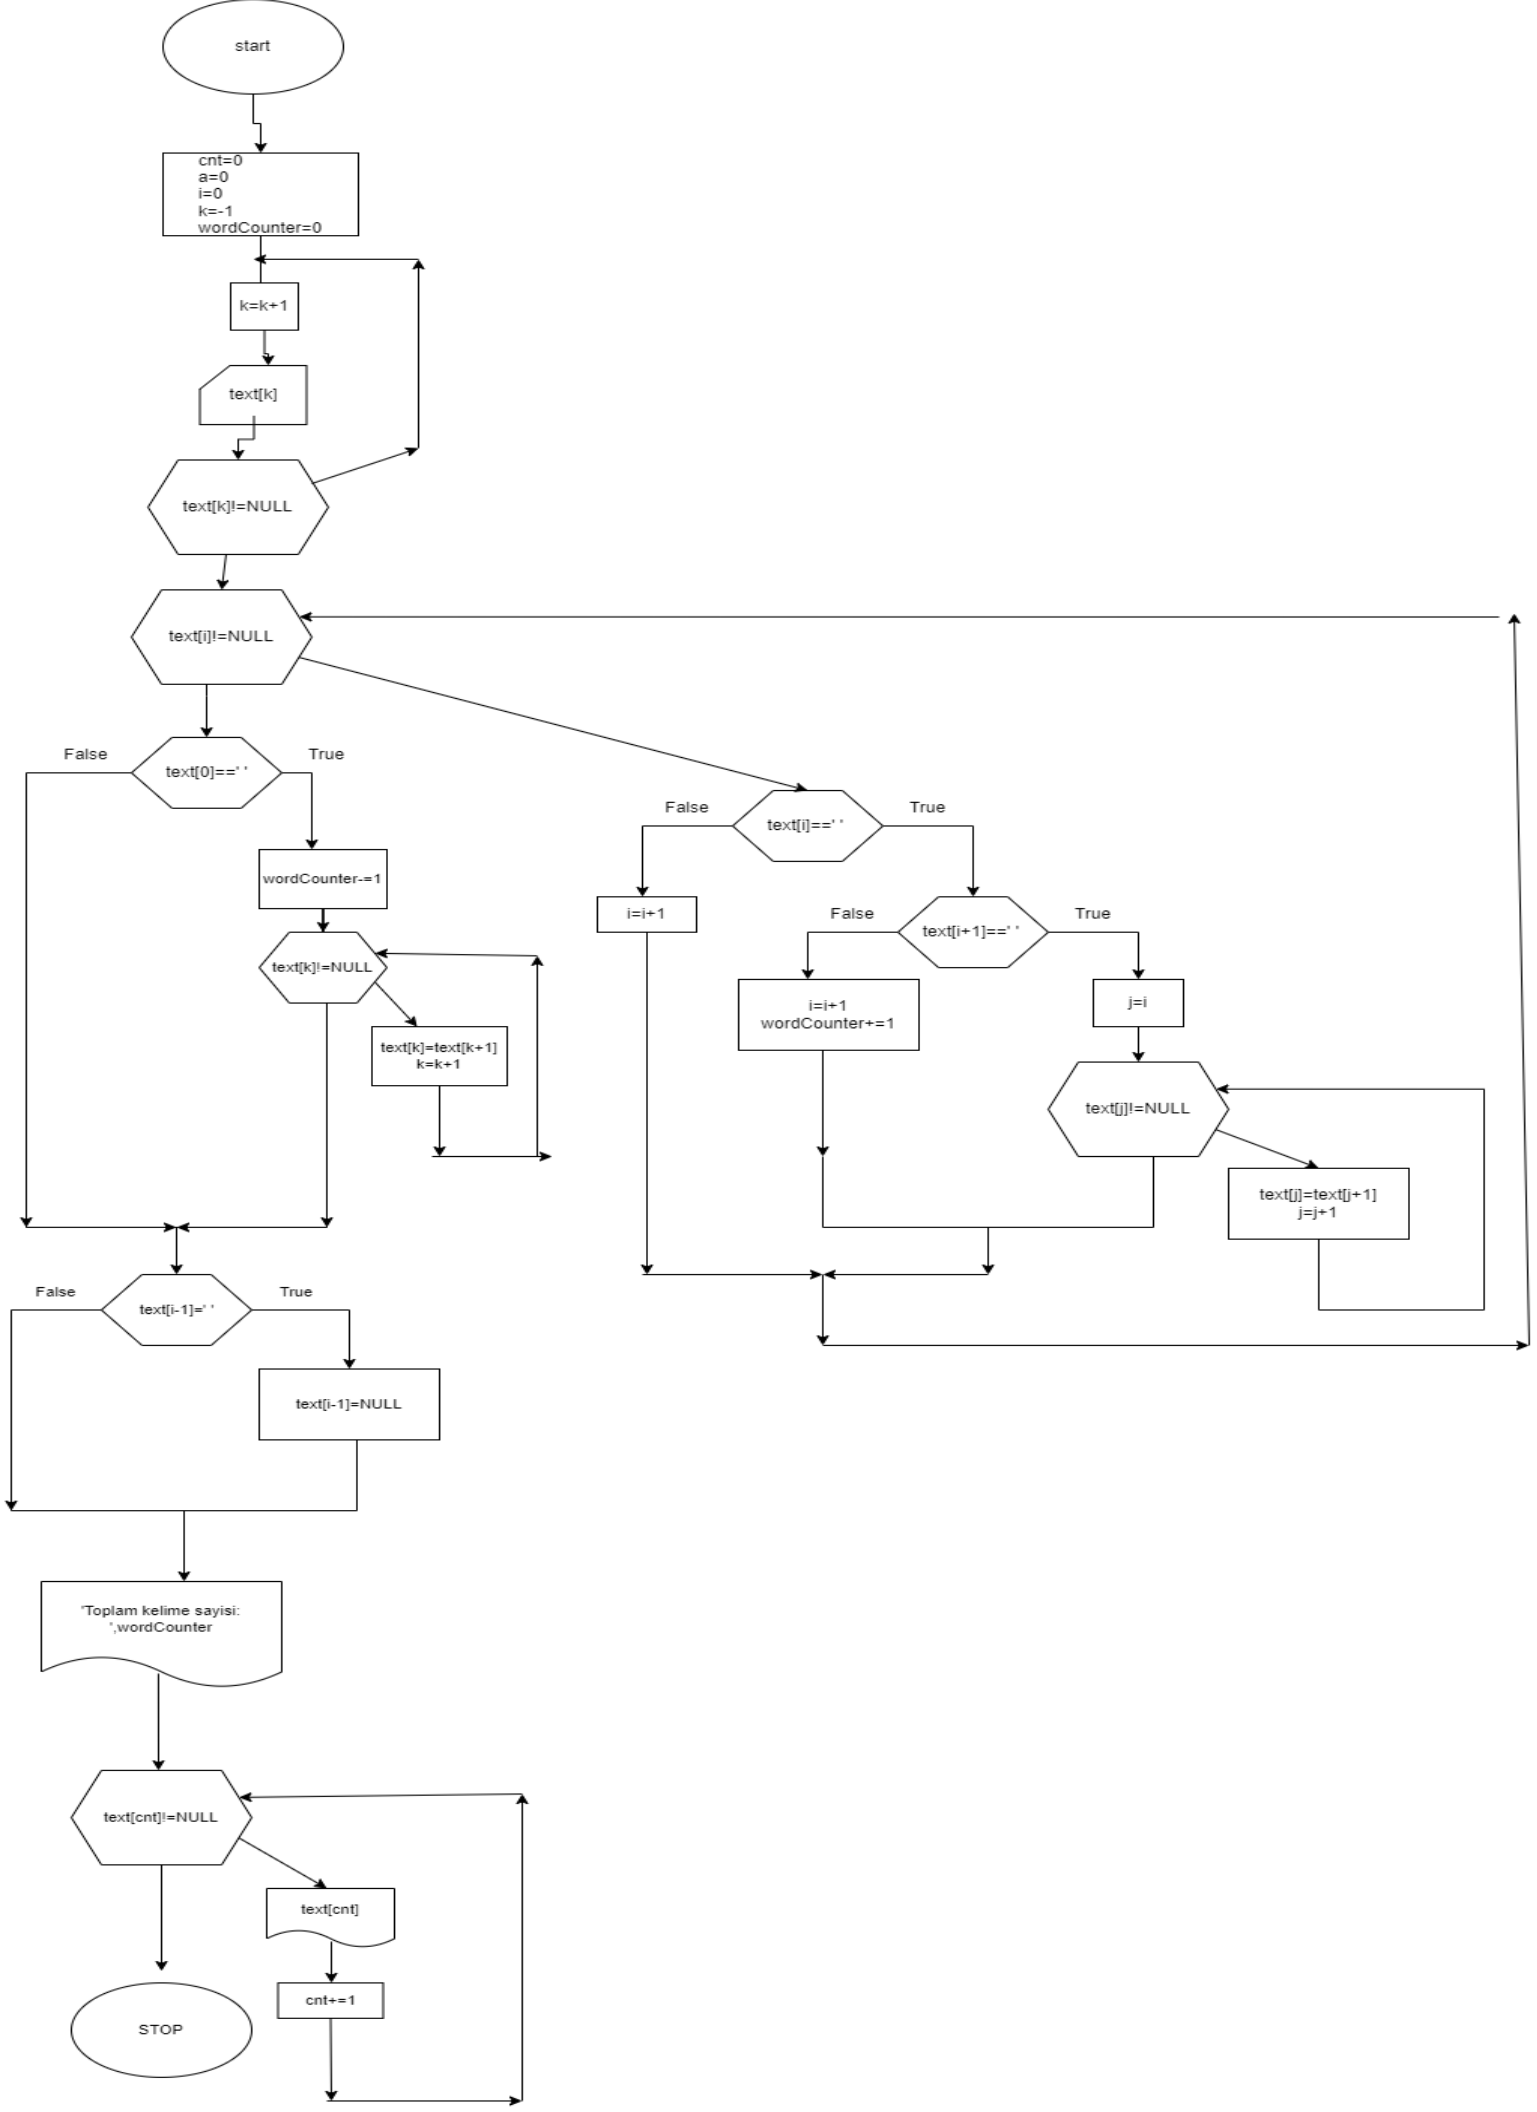 start
cnt=0
a=0
i=0
k=-1
wordCounter=0
k=k+1
text[k]
text[k]!=NULL
text[i]!=NULL
False
True
text[0]==' '
wordCounter-=1
text[k]!=NULL
text[k]=text[k+1]
k=k+1
False
True
text[i]==' '
i=i+1
False
True
text[i+1]==' '
i=i+1
wordCounter+=1
j=i
text[j]!=NULL
text[j]=text[j+1]
j=j+1
False
True
text[i-1]=' '
text[i-1]=NULL
'Toplam kelime sayisi:
',wordCounter
text[cnt]!=NULL
text[cnt]
cnt+=1
STOP